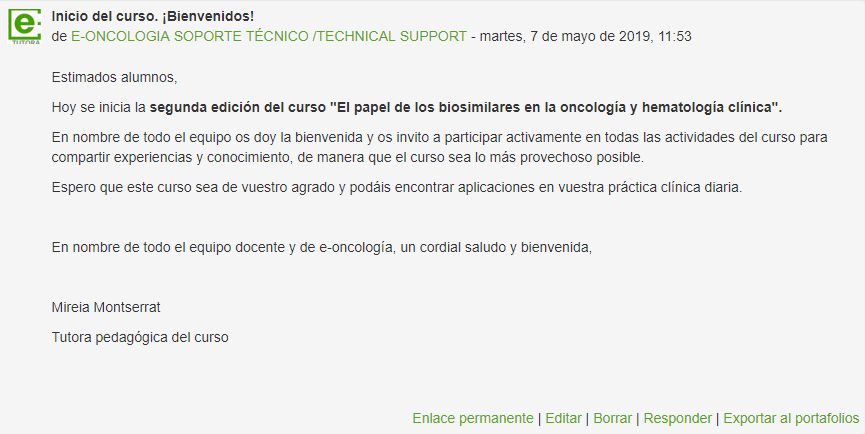 Inicio del curso. ¡Bienvenidos!
de E-ONCOLOGIA SOPORTE TÉCNICO /TECHNICAL SUPPORT - martes, 7 de mayo de 2019, 11:53
e
TUTORA
Estimados alumnos,
Hoy se inicia la segunda edición del curso "El papel de los biosimilares en la oncología y hematología clínica".
En nombre de todo el equipo os doy la bienvenida y os invito a participar activamente en todas las actividades del curso para
compartir experiencias y conocimiento, de manera que el curso sea lo más provechoso posible.
Espero que este curso sea de vuestro agrado y podáis encontrar aplicaciones en vuestra práctica clínica diaria.
En nombre de todo el equipo docente y de e-oncología, un cordial saludo y bienvenida,
Mireia Montserrat
Tutora pedagógica del curso
Enlace permanente | Editar | Borrar | Responder | Exportar al portafolios